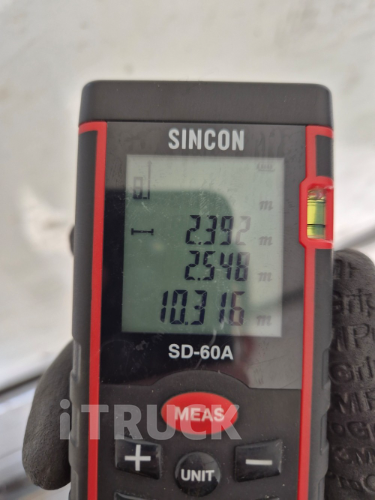 SINCON
m
2.392 m
2.548 m
10.316 m
SD-60A
MEAS
iTRUCK
+ UNIT −